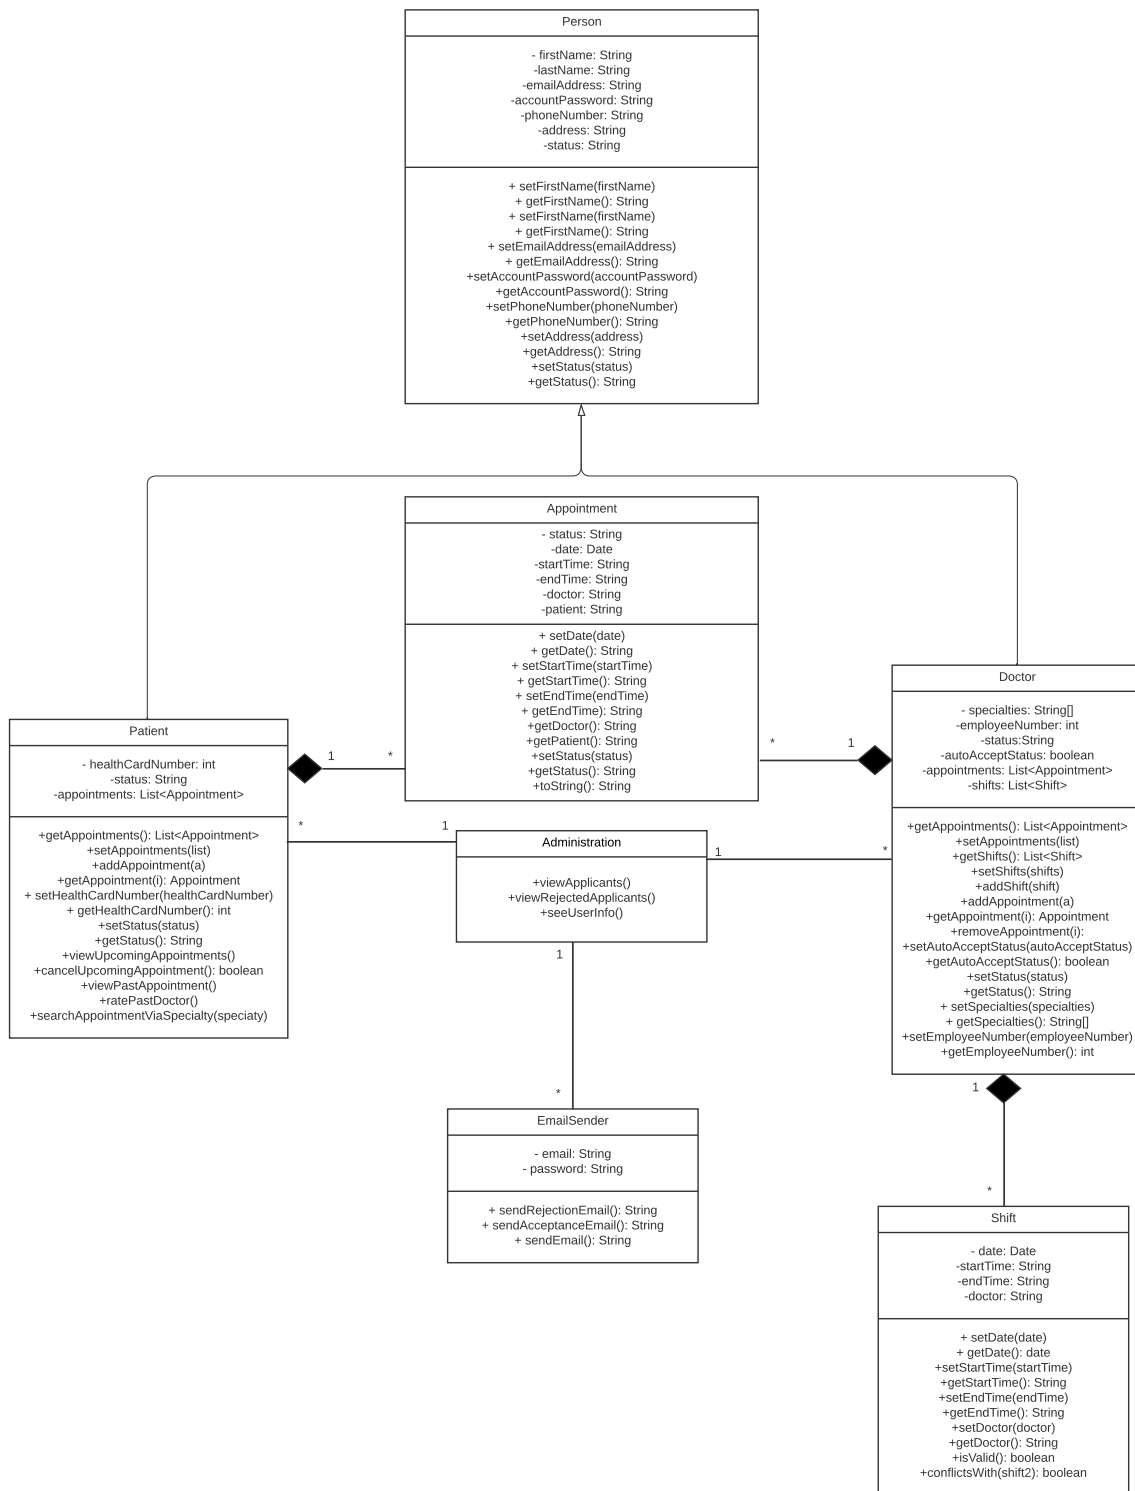 Person
- firstName: String
-lastName: String
-emailAddress: String
-accountPassword: String
-phoneNumber: String
-address: String
-status: String
+ setFirstName(firstName)
+ getFirstName(): String
+ setFirstName(firstName)
+ getFirstName(): String
+ setEmailAddress(emailAddress)
+ getEmailAddress(): String
+setAccountPassword(accountPassword)
+getAccountPassword(): String
+setPhoneNumber(phoneNumber)
+getPhoneNumber(): String
+setAddress(address)
+getAddress(): String
+setStatus(status)
+getStatus(): String
Appointment
- status: String
-date: Date
-startTime: String
-endTime: String
-doctor: String
-patient: String
+ setDate(date)
+ getDate(): String
+ setStartTime(startTime)
+ getStartTime(): String
+ setEndTime(endTime)
+ getEndTime): String
+getDoctor(): String
+getPatient(): String
+setStatus(status)
+getStatus(): String
+toString(): String
Patient
- healthCardNumber: int
-status: String
-appointments: List<Appointment>
+getAppointments(): List<Appointment>
+setAppointments(list)
+addAppointment(a)
+getAppointment(i): Appointment
+ setHealthCardNumber(healthCardNumber)
+ getHealthCardNumber(): int
+setStatus(status)
+getStatus(): String
+viewUpcomingAppointments()
+cancelUpcomingAppointment(): boolean
+viewPastAppointment()
+ratePastDoctor()
+searchAppointmentViaSpecialty(speciaty)
1
*
*
1
*
1
Doctor
- specialties: String[]
-employeeNumber: int
-status:String
-autoAcceptStatus: boolean
-appointments: List<Appointment>
-shifts: List<Shift>
+getAppointments(): List<Appointment>
+setAppointments(list)
+getShifts(): List<Shift>
+setShifts(shifts)
+addShift(shift)
+addAppointment(a)
+getAppointment(i): Appointment
+removeAppointment(i):
+setAutoAcceptStatus(autoAcceptStatus)
+getAutoAcceptStatus(): boolean
+setStatus(status)
+getStatus(): String
+ setSpecialties(specialties)
+ getSpecialties(): String[]
+setEmployeeNumber(employeeNumber)
+getEmployeeNumber(): int
Administration
+viewApplicants()
+viewRejectedApplicants()
+seeUserInfo()
1
*
1
*
EmailSender
- email: String
- password: String
+ sendRejectionEmail(): String
+ sendAcceptanceEmail(): String
+ sendEmail(): String
1
*
Shift
- date: Date
-startTime: String
-endTime: String
-doctor: String
+ setDate(date)
+ getDate(): date
+setStartTime(startTime)
+getStartTime(): String
+setEndTime(endTime)
+getEndTime(): String
+setDoctor(doctor)
+getDoctor(): String
+isValid(): boolean
+conflictsWith(shift2): boolean